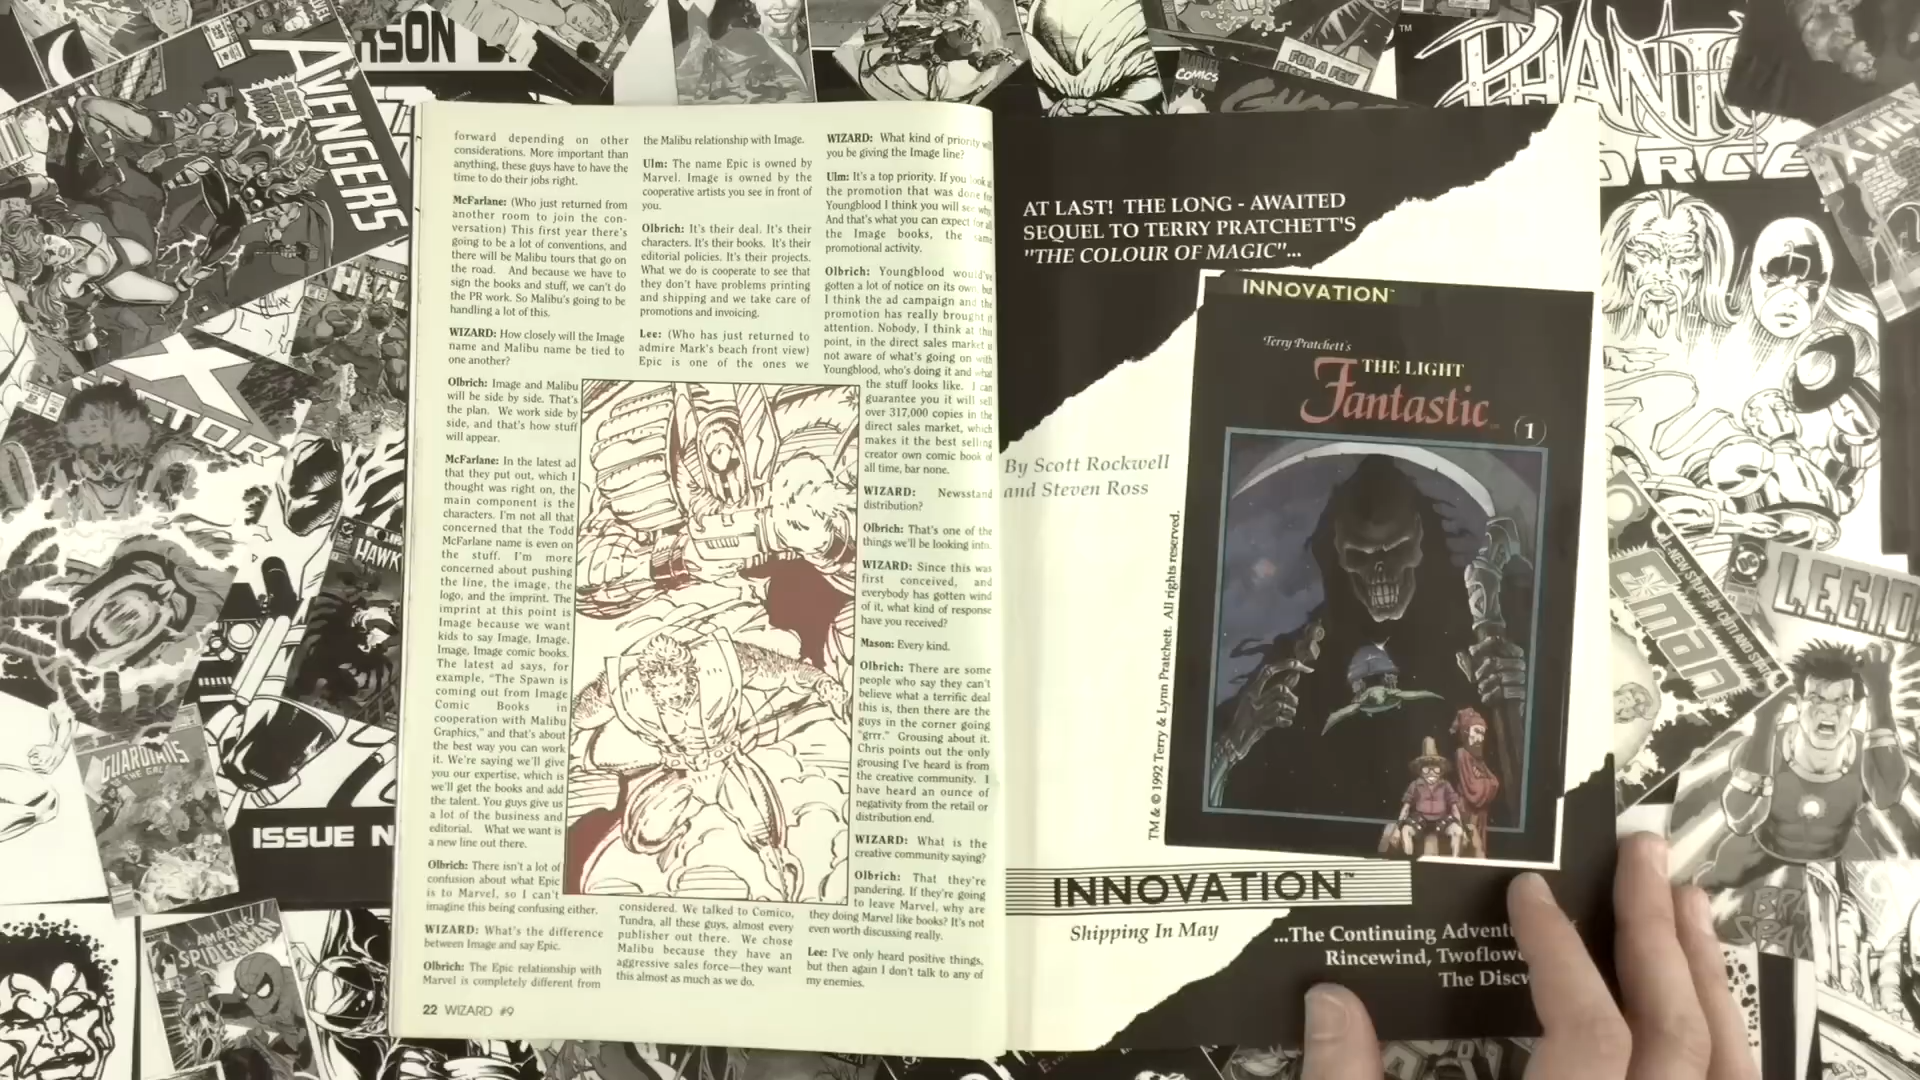 forward depending on other
considerations. More important than
anything, these guys have to have the
time to do their jobs right.
McFarlane: (Who just returned from
another room to join the con-
versation) This first year there's
going to be a lot of conventions, and
there will be Malibu tours that go on
the road. And because we have to
sign the books and stuff, we can't do
the PR work. So Malibu's going to be
handling a lot of this.
WIZARD: How closely will the Image
name and Malibu name be tied to
one another?
Olbrich: Image and Malibu
will be side by side. That's
the plan. We work side by
side, and that's how stuff
will appear.
McFarlane: In the latest ad
that they put out, which I
thought was right on, the
main component is the
characters. I'm not all that
concerned that the Todd
McFarlane name is even on
the stuff. I'm more
concerned about pushing
the line, the image, the
logo, and the imprint. The
imprint at this point is
Image because we want
kids to say Image, Image,
Image, Image comic books.
The latest ad says, for
example, "The Spawn is
coming out from Image
Comic Books in
cooperation with Malibu
Graphics," and that's about
the best way you can work
it. We're saying we'll give
you our expertise, which is
we'll get the books and add
the talent. You guys give us
a lot of the business and
editorial. What we want is
a new line out there.
Olbrich: There isn't a lot of
confusion about what Epic
is to Marvel, so I can't
imagine this being confusing either.
WIZARD: What's the difference
between Image and say Epic.
Olbrich: The Epic relationship with
Marvel is completely different from
22 WIZARD #9
the Malibu relationship with Image.
Ulm: The name Epic is owned by
Marvel. Image is owned by the
cooperative artists you see in front of
you.
Olbrich: It's their deal. It's their
characters. It's their books. It's their
editorial policies. It's their projects.
What we do is cooperate to see that
they don't have problems printing
and shipping and we take care of
promotions and invoicing.
Lee: (Who has just returned to
admire Mark's beach front view)
Epic is one of the ones we
considered. We talked to Comico,
Tundra, all these guys, almost every
publisher out there. We chose
Malibu because they have an
aggressive sales force—they want
this almost as much as we do.
WIZARD: What kind of priority will
you be giving the Image line?
Ulm: It's a top priority. If you look at
the promotion that was done for
Youngblood I think you will see why.
And that's what you can expect for all
the Image books, the same
promotional activity.
Olbrich: Youngblood would've
gotten a lot of notice on its own but
I think the ad campaign and the
promotion has really brought it
attention. Nobody, I think at this
point, in the direct sales market is
not aware of what's going on with
Youngblood, who's doing it and what
the stuff looks like. I can
guarantee you it will sell
over 317,000 copies in the
direct sales market, which
makes it the best selling
creator own comic book of
all time, bar none.
WIZARD: Newsstand
distribution?
Olbrich: That's one of the
things we'll be looking into.
WIZARD: Since this was
first conceived, and
everybody has gotten wind
of it, what kind of response
have you received?
Mason: Every kind.
Olbrich: There are some
people who say they can't
believe what a terrific deal
this is, then there are the
guys in the corner going
"grrr." Grousing about it.
Chris points out the only
grousing I've heard is from
the creative community. I
have heard an ounce of
negativity from the retail or
distribution end.
WIZARD: What is the
creative community saying?
Olbrich: That they're
pandering. If they're going
to leave Marvel, why are
they doing Marvel like books? It's not
even worth discussing really.
Lee: I've only heard positive things,
but then again I don't talk to any of
my enemies.
AT LAST! THE LONG - AWAITED
SEQUEL TO TERRY PRATCHETT'S
"THE COLOUR OF MAGIC"...
INNOVATION™
Terry Pratchett's
THE LIGHT
Fantastic
1
By Scott Rockwell
and Steven Ross
TM & © 1992 Terry & Lynn Pratchett. All rights reserved.
INNOVATION™
Shipping In May
...The Continuing Advent
Rincewind, Twoflow
The Disc
AVENGERS
ISSUE N
GUARDIANS
OF THE GAL
AMAZING
SPIDER-MAN
HAWK
MARVEL
COMICS
FOR A FEW
ORCE
X-MEN
E-MAN
ALL-NEW STUFF BY
DC
L.E.G.I.O